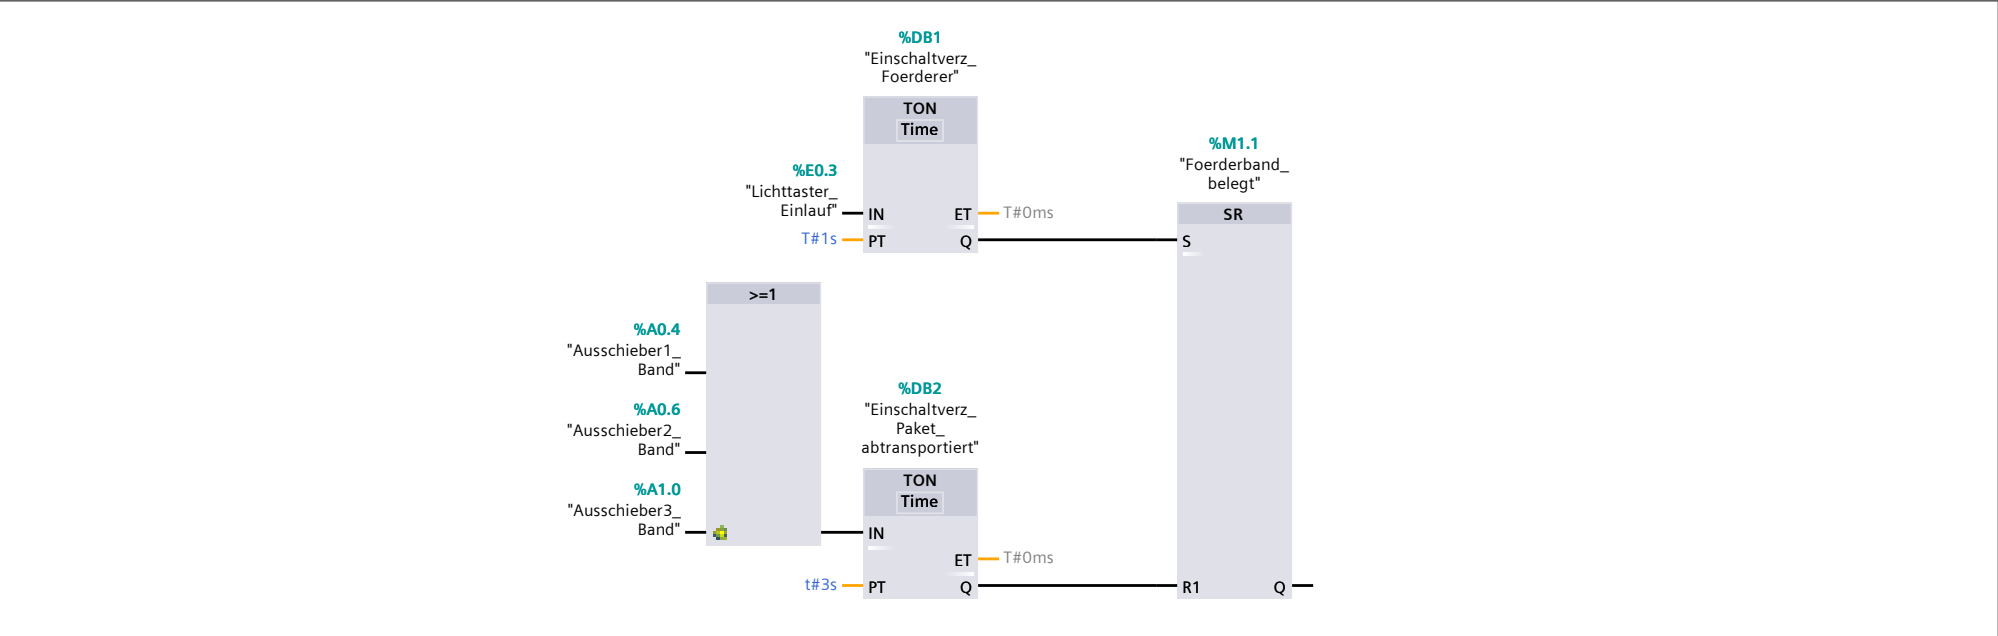 %DB1
"Einschaltverz_
Foerderer"
TON
Time
%E0.3
"Lichttaster_
Einlauf"
IN
ET
T#0ms
T#1s
PT
Q
%M1.1
"Foerderband_
belegt"
SR
S
>=1
%A0.4
"Ausschieber1_
Band"
%A0.6
"Ausschieber2_
Band"
%A1.0
"Ausschieber3_
Band"
%DB2
"Einschaltverz_
Paket_
abtransportiert"
TON
Time
IN
ET
T#0ms
t#3s
PT
Q
R1
Q